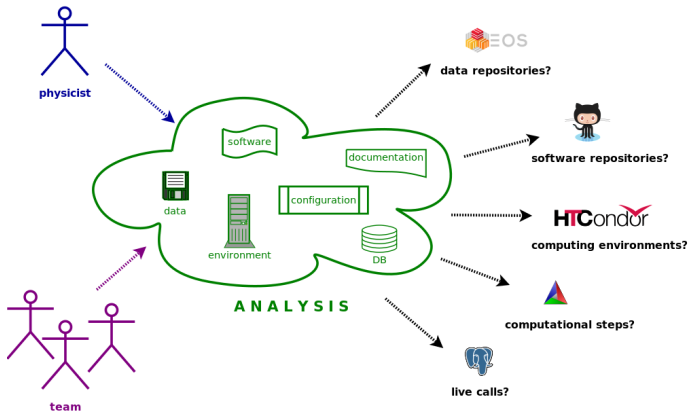 physicist
EOS
data repositories?
software
documentation
software repositories?
data
configuration
HTCondor
environment
DB
computing environments?
ANALYSIS
computational steps?
live calls?
team